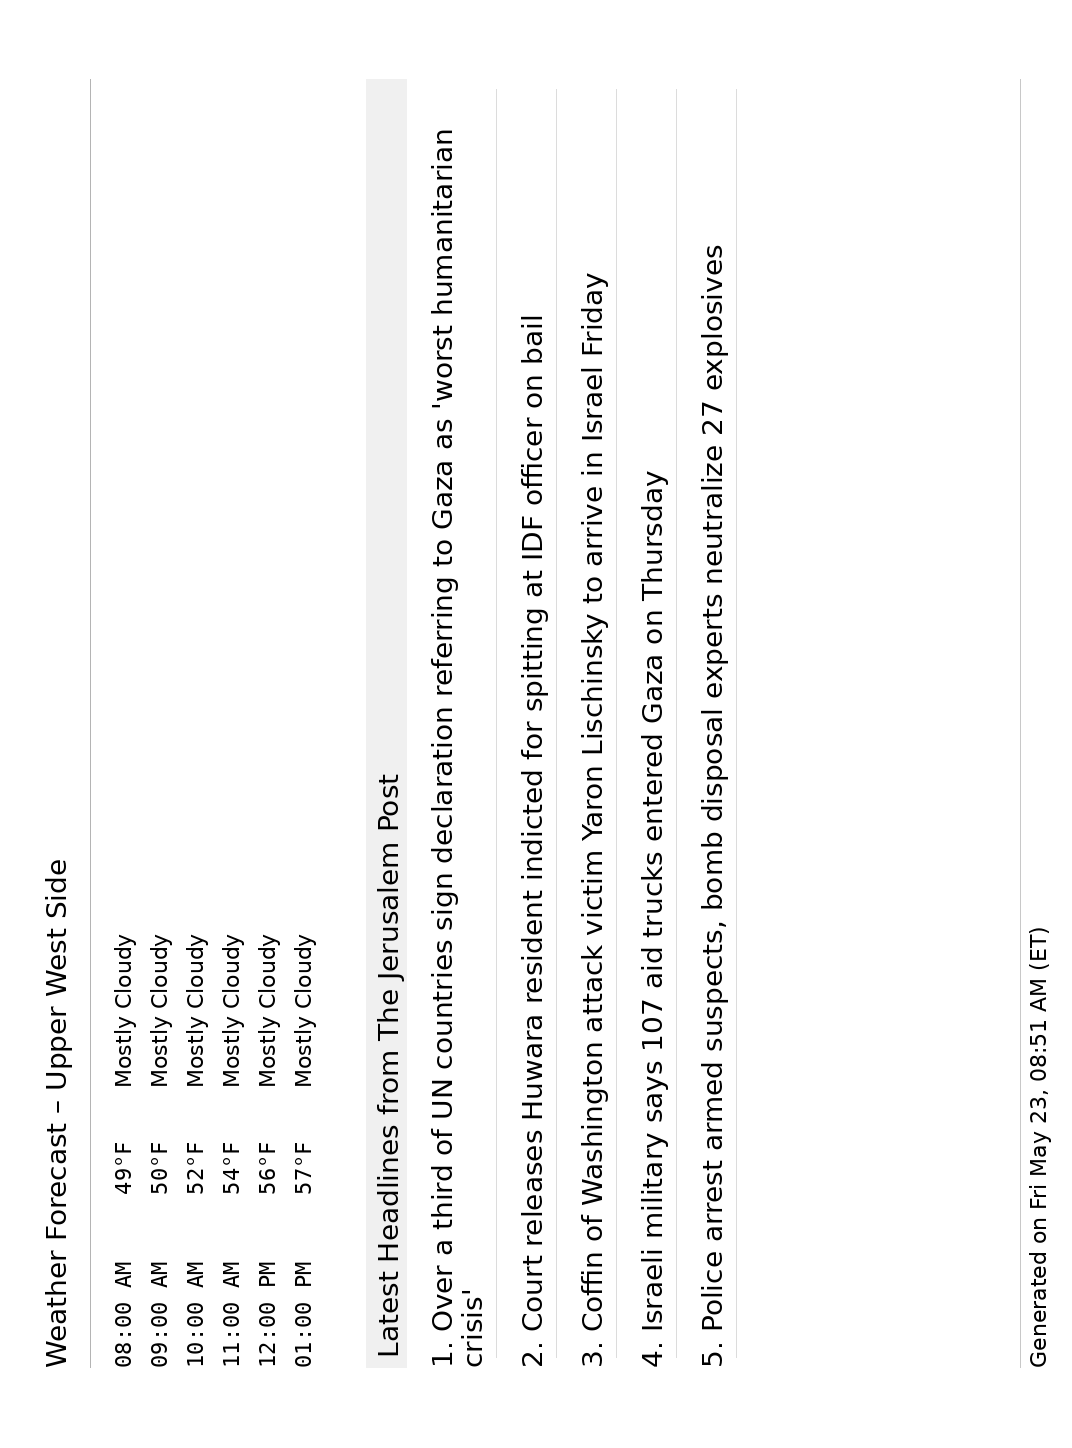 Weather Forecast – Upper West Side
08:00 AM 49°F Mostly Cloudy
09:00 AM 50°F Mostly Cloudy
10:00 AM 52°F Mostly Cloudy
11:00 AM 54°F Mostly Cloudy
12:00 PM 56°F Mostly Cloudy
01:00 PM 57°F Mostly Cloudy
Latest Headlines from The Jerusalem Post
1. Over a third of UN countries sign declaration referring to Gaza as 'worst humanitarian
crisis'
2. Court releases Huwara resident indicted for spitting at IDF officer on bail
3. Coffin of Washington attack victim Yaron Lischinsky to arrive in Israel Friday
4. Israeli military says 107 aid trucks entered Gaza on Thursday
5. Police arrest armed suspects, bomb disposal experts neutralize 27 explosives
Generated on Fri May 23, 08:51 AM (ET)